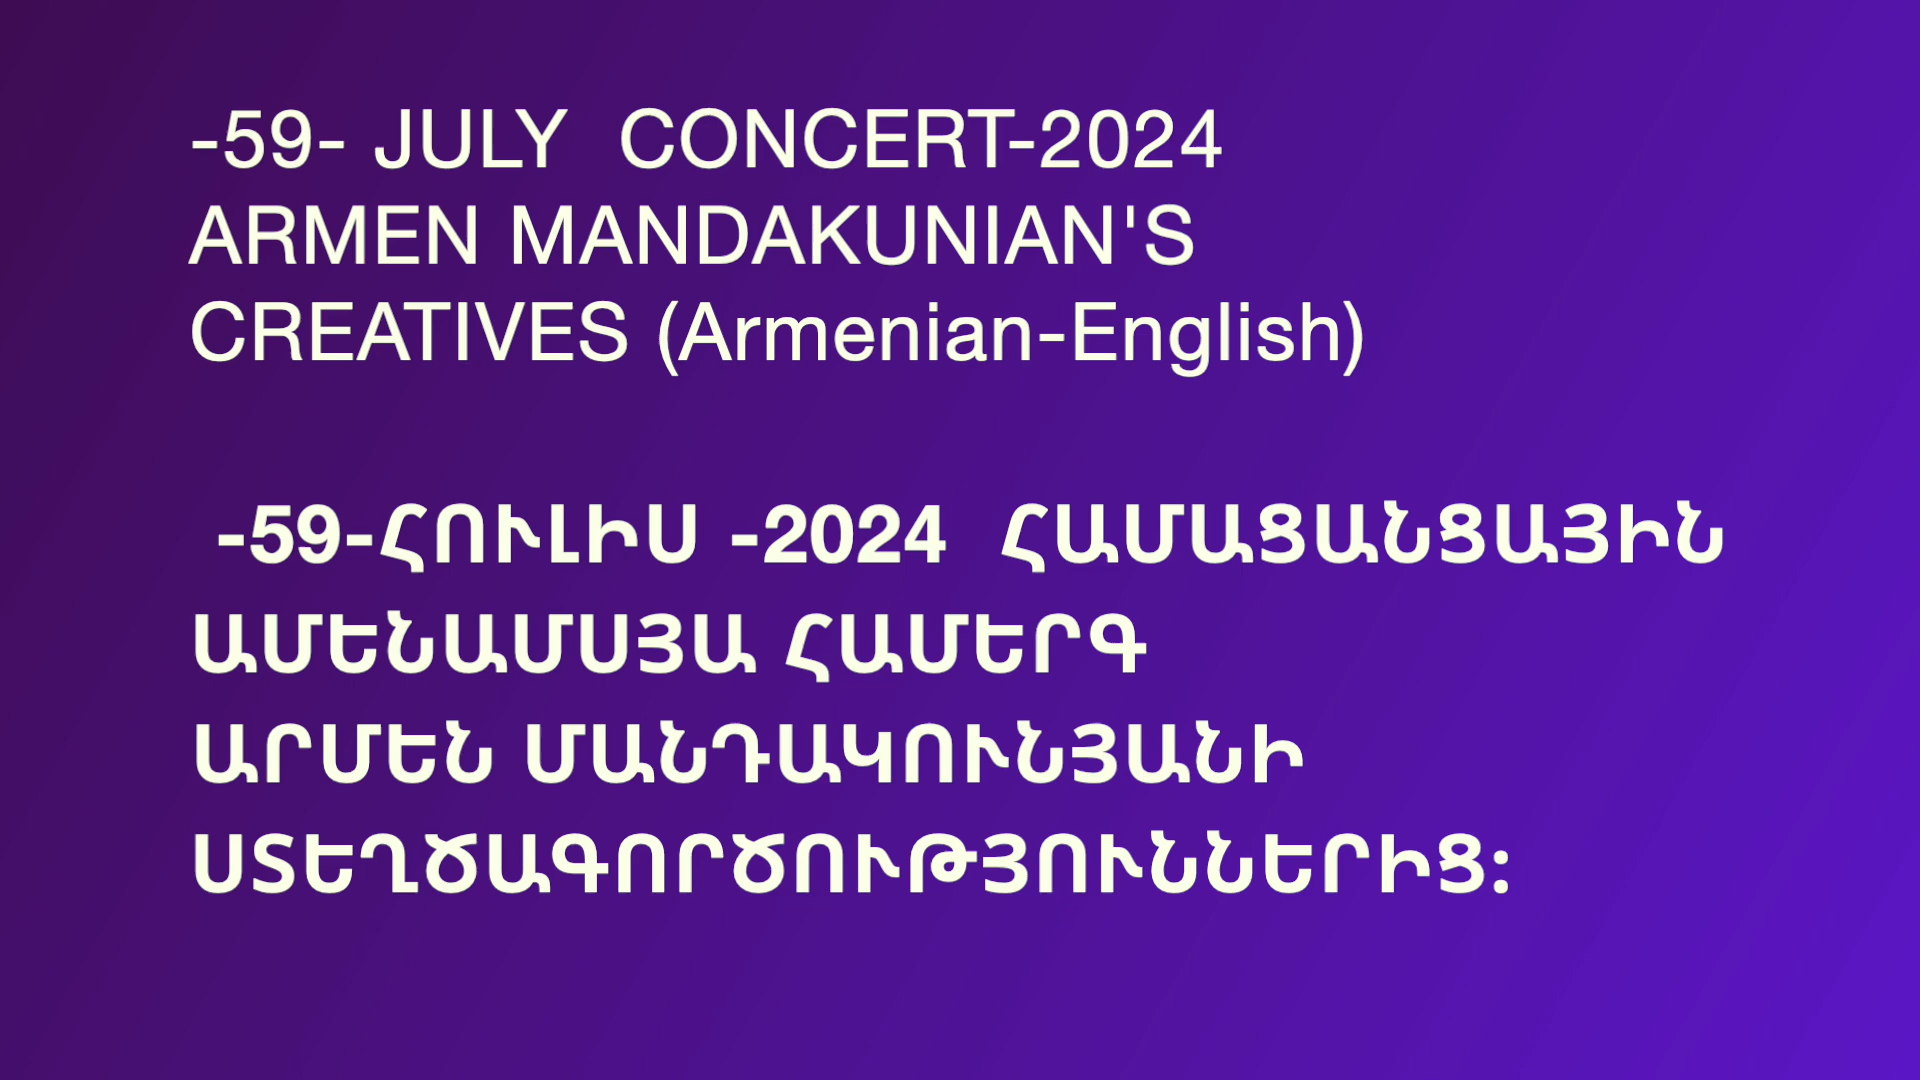 -59- JULY  CONCERT-2024
ARMEN MANDAKUNIAN'S
CREATIVES (Armenian-English)
-59-ՀՈՒԼԻՍ -2024  ՀԱՄԱՑԱՆՑԱՅԻՆ
ԱՄԵՆԱՄՍՅԱ ՀԱՄԵՐԳ
ԱՐՄԵՆ ՄԱՆԴԱԿՈՒՆՅԱՆԻ
ՍՏԵՂԾԱԳՈՐԾՈՒԹՅՈՒՆՆԵՐԻՑ: